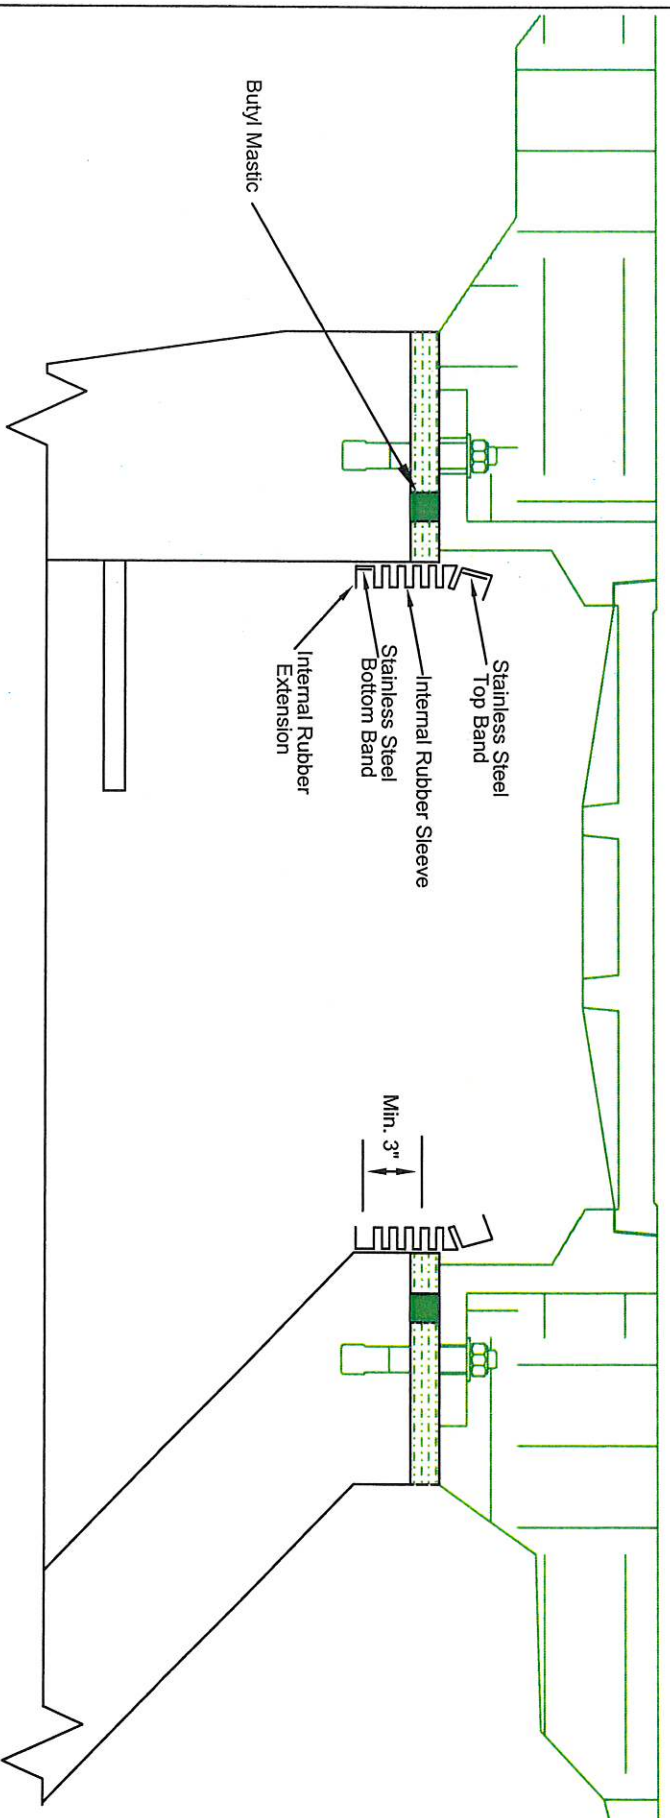 Butyl Mastic
Stainless Steel
Top Band
Internal Rubber Sleeve
Stainless Steel
Bottom Band
Internal Rubber
Extension
Min. 3"